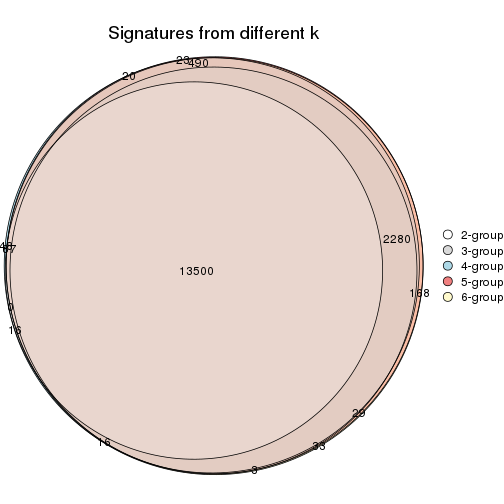 Signatures from different k
23
490
20
2280
13500
168
0
16
29
33
16
3
2-group
3-group
4-group
5-group
6-group